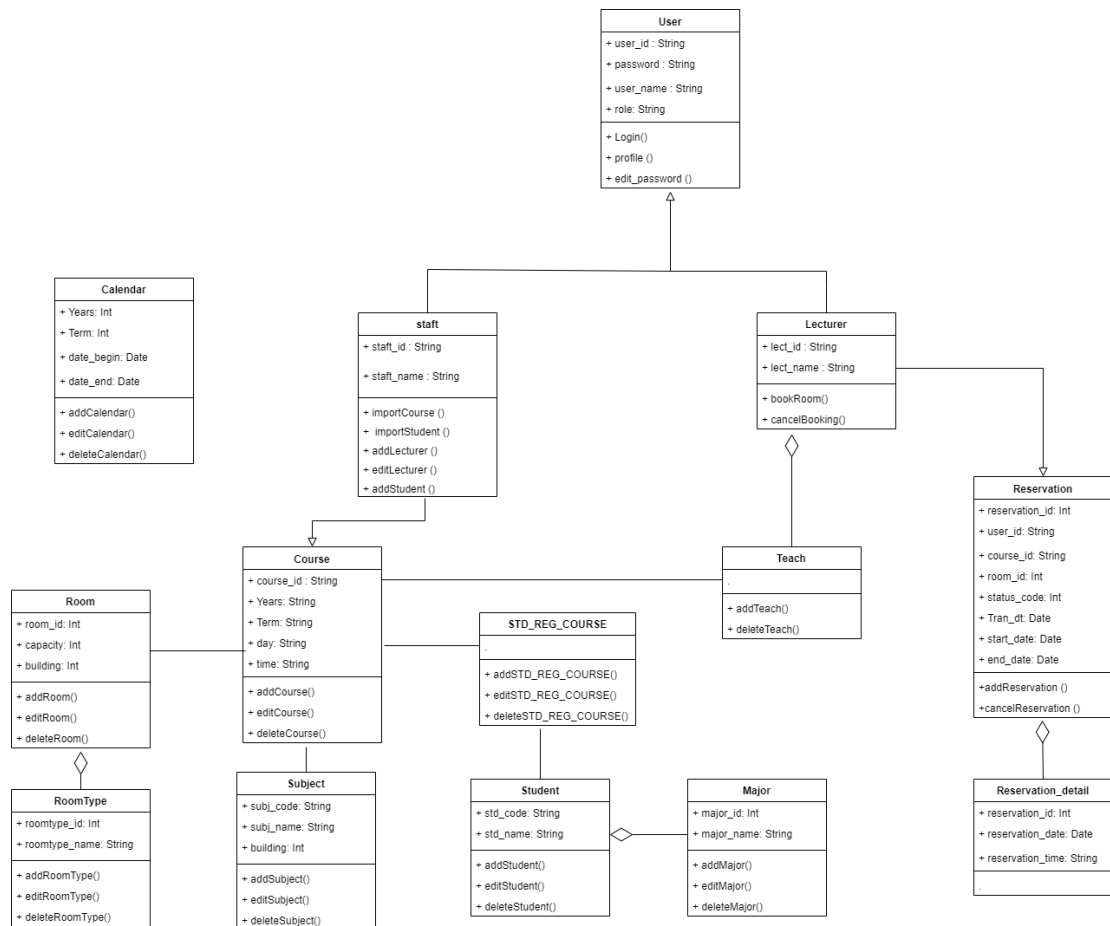 User
+ user_id : String
+ password : String
+ user_name : String
+ role: String
+ Login()
+ profile ()
+ edit_password ()
Calendar
+ Years: Int
+ Term: Int
+ date_begin: Date
+ date_end: Date
+ addCalendar()
+ editCalendar()
+ deleteCalendar()
staft
+ staft_id : String
+ staft_name : String
+ importCourse ()
+ importStudent ()
+ addLecturer ()
+ editLecturer ()
+ addStudent ()
Lecturer
+ lect_id : String
+ lect_name : String
+ bookRoom()
+ cancelBooking()
Reservation
+ reservation_id: Int
+ user_id: String
+ course_id: String
+ room_id: Int
+ status_code: Int
+ Tran_dt: Date
+ start_date: Date
+ end_date: Date
+addReservation ()
+cancelReservation ()
Course
+ course_id : String
+ Years: String
+ Term: String
+ day: String
+ time: String
+ addCourse()
+ editCourse()
+ deleteCourse()
Teach
.
+ addTeach()
+ deleteTeach()
Room
+ room_id: Int
+ capacity: Int
+ building: Int
+ addRoom()
+ editRoom()
+ deleteRoom()
STD_REG_COURSE
.
+ addSTD_REG_COURSE()
+ editSTD_REG_COURSE()
+ deleteSTD_REG_COURSE()
RoomType
+ roomtype_id: Int
+ roomtype_name: String
+ addRoomType()
+ editRoomType()
+ deleteRoomType()
Subject
+ subj_code: String
+ subj_name: String
+ building: Int
+ addSubject()
+ editSubject()
+ deleteSubject()
Student
+ std_code: String
+ std_name: String
+ addStudent()
+ editStudent()
+ deleteStudent()
Major
+ major_id: Int
+ major_name: String
+ addMajor()
+ editMajor()
+ deleteMajor()
Reservation_detail
+ reservation_id: Int
+ reservation_date: Date
+ reservation_time: String
.